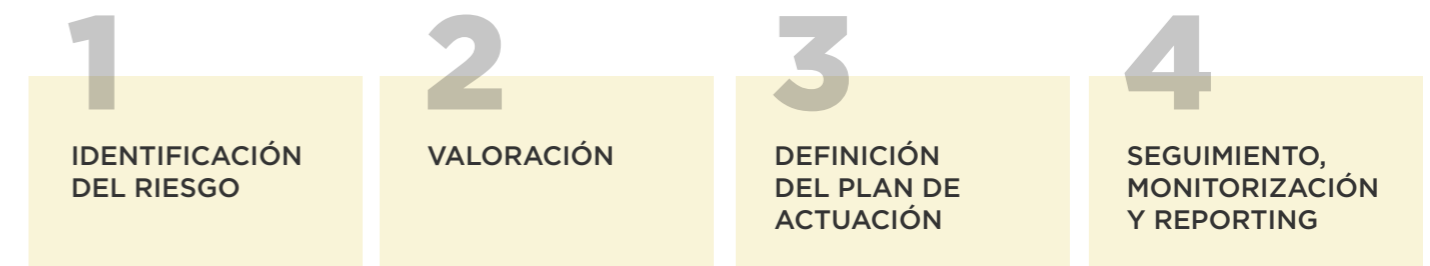 1
IDENTIFICACIÓN
DEL RIESGO
2
VALORACIÓN
3
DEFINICIÓN
DEL PLAN DE
ACTUACIÓN
4
SEGUIMIENTO,
MONITORIZACIÓN
Y REPORTING